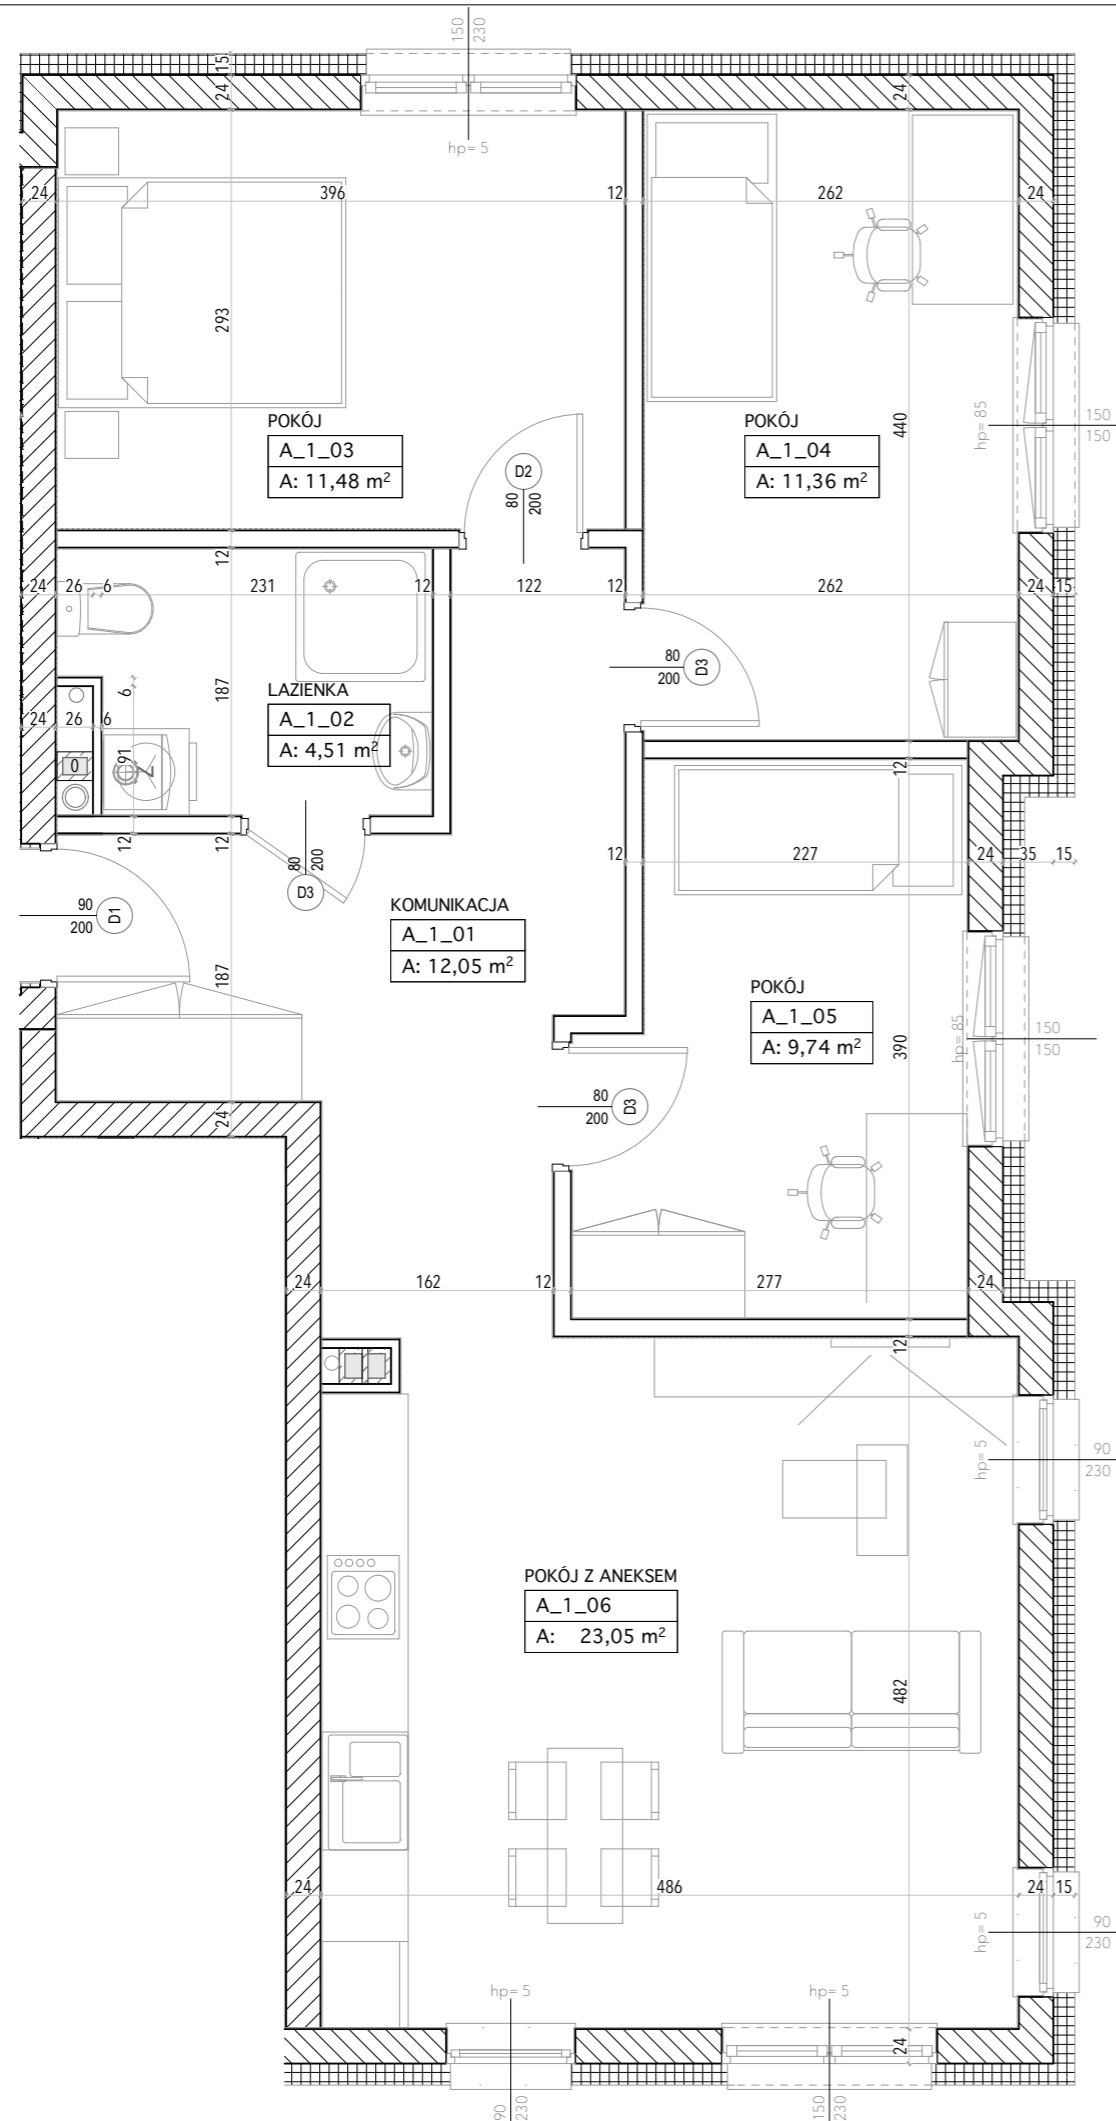 150
230
15
24
24
hp= 5
24
396
12
262
24
293
440
hp= 85
150
150
POKÓJ
A_1_03
A: 11,48 m²
POKÓJ
A_1_04
A: 11,36 m²
D2
80
200
12
24
26
6
231
12
122
12
262
24
15
80
200
D3
187
6
LAZIENKA
A_1_02
A: 4,51 m²
24
26
6
0
91
Z
12
12
12
80
200
D3
12
227
24
35
15
90
200
D1
KOMUNIKACJA
A_1_01
A: 12,05 m²
187
POKÓJ
A_1_05
A: 9,74 m²
390
hp= 85
150
150
80
200
D3
24
24
162
12
277
24
12
hp= 5
90
230
POKÓJ Z ANEKSEM
A_1_06
A: 23,05 m²
482
24
486
24
15
hp= 5
90
230
hp= 5
hp= 5
24
90
230
150
230